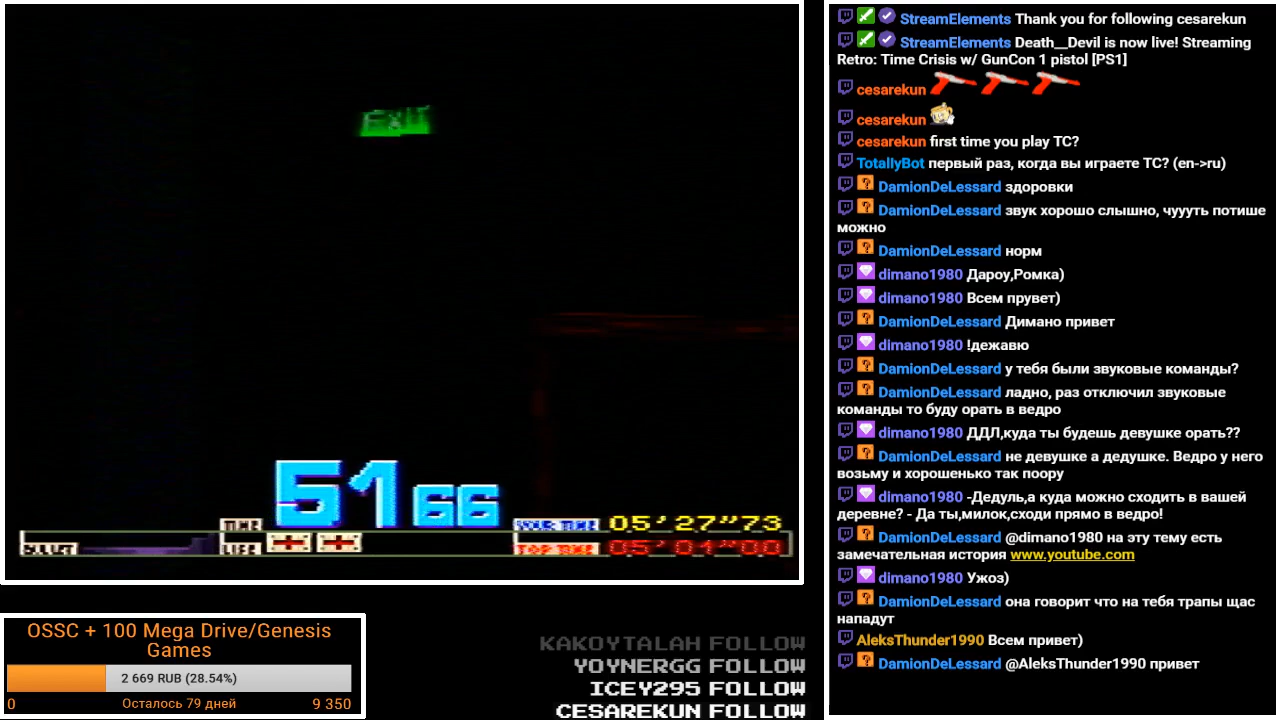 EXIT
51 66
TIME
YOUR TIME 05'27"73
BULLET
LIFE
TOP TIME 05'01"00
OSSC + 100 Mega Drive/Genesis
Games
2 669 RUB (28.54%)
0 Осталось 79 дней 9 350
KAKOYTALAH FOLLOW
YOYNERGG FOLLOW
ICEY295 FOLLOW
CESAREKUN FOLLOW
StreamElements Thank you for following cesarekun
StreamElements Death__Devil is now live! Streaming
Retro: Time Crisis w/ GunCon 1 pistol [PS1]
cesarekun
cesarekun
cesarekun first time you play TC?
TotallyBot первый раз, когда вы играете TC? (en->ru)
DamionDeLessard здоровки
DamionDeLessard звук хорошо слышно, чуууть потише
можно
DamionDeLessard норм
dimano1980 Дароу,Ромка)
dimano1980 Всем прувет)
DamionDeLessard Димано привет
dimano1980 !дежавю
DamionDeLessard у тебя были звуковые команды?
DamionDeLessard ладно, раз отключил звуковые
команды то буду орать в ведро
dimano1980 ДДЛ,куда ты будешь девушке орать??
DamionDeLessard не девушке а дедушке. Ведро у него
возьму и хорошенько так поору
dimano1980 -Дедуль,а куда можно сходить в вашей
деревне? - Да ты,милок,сходи прямо в ведро!
DamionDeLessard @dimano1980 на эту тему есть
замечательная история www.youtube.com
dimano1980 Ужоз)
DamionDeLessard она говорит что на тебя трапы щас
нападут
AleksThunder1990 Всем привет)
DamionDeLessard @AleksThunder1990 привет